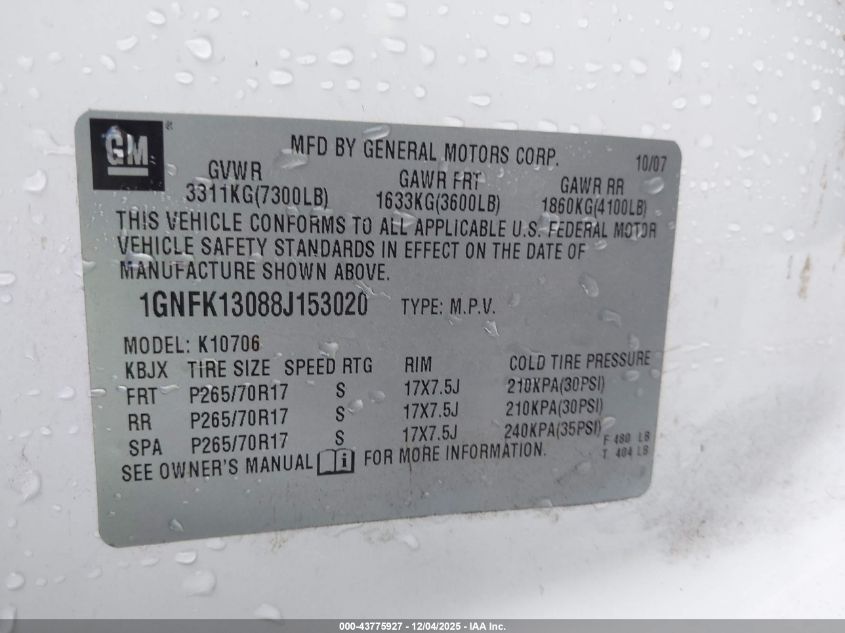 GM
MFD BY GENERAL MOTORS CORP. 10/07
GVWR GAWR FRT GAWR RR
3311KG(7300LB) 1633KG(3600LB) 1860KG(4100LB)
THIS VEHICLE CONFORMS TO ALL APPLICABLE U.S. FEDERAL MOTOR
VEHICLE SAFETY STANDARDS IN EFFECT ON THE DATE OF
MANUFACTURE SHOWN ABOVE.
1GNFK13088J153020 TYPE: M.P.V.
MODEL: K10706
KBJX TIRE SIZE SPEED RTG RIM COLD TIRE PRESSURE
FRT P265/70R17 S 17X7.5J 210KPA(30PSI)
RR P265/70R17 S 17X7.5J 210KPA(30PSI)
SPA P265/70R17 S 17X7.5J 240KPA(35PSI)
F 480 LB
T 484 LB
SEE OWNER'S MANUAL FOR MORE INFORMATION.
000-43775927 - 12/04/2025 - IAA Inc.